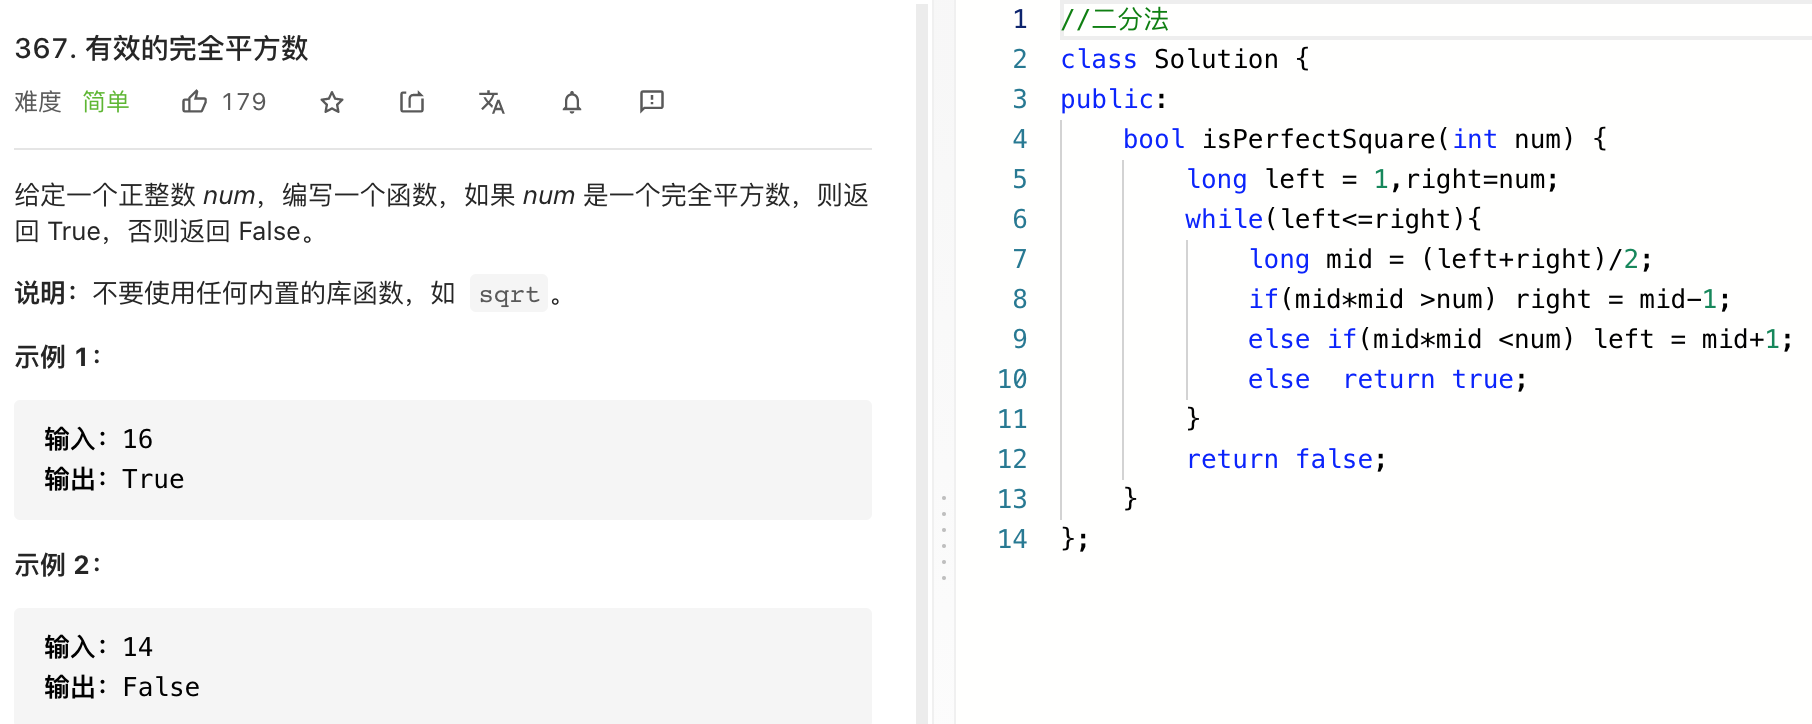 367. 有效的完全平方数
难度 简单 179
给定一个正整数 num，编写一个函数，如果 num 是一个完全平方数，则返
回 True，否则返回 False。
说明：不要使用任何内置的库函数，如 sqrt。
示例 1：
输入：16
输出：True
示例 2：
输入：14
输出：False
1 //二分法
2 class Solution {
3 public:
4     bool isPerfectSquare(int num) {
5         long left = 1,right=num;
6         while(left<=right){
7             long mid = (left+right)/2;
8             if(mid*mid >num) right = mid-1;
9             else if(mid*mid <num) left = mid+1;
10             else  return true;
11         }
12         return false;
13     }
14 };